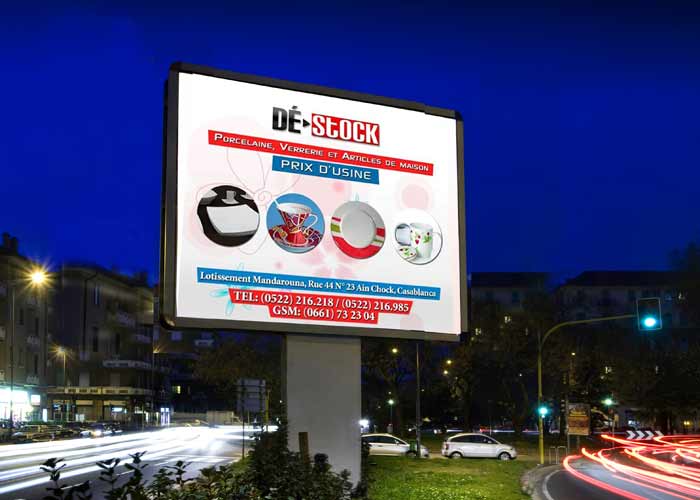 DÉ STOCK
PORCELAINE, VERRERIE ET ARTICLES DE MAISON
PRIX D'USINE
Lotissement Mandarouna, Rue 44 N° 23 Ain Chock, Casablanca
TEL: (0522) 216.218 / (0522) 216.985
GSM: (0661) 73 23 04